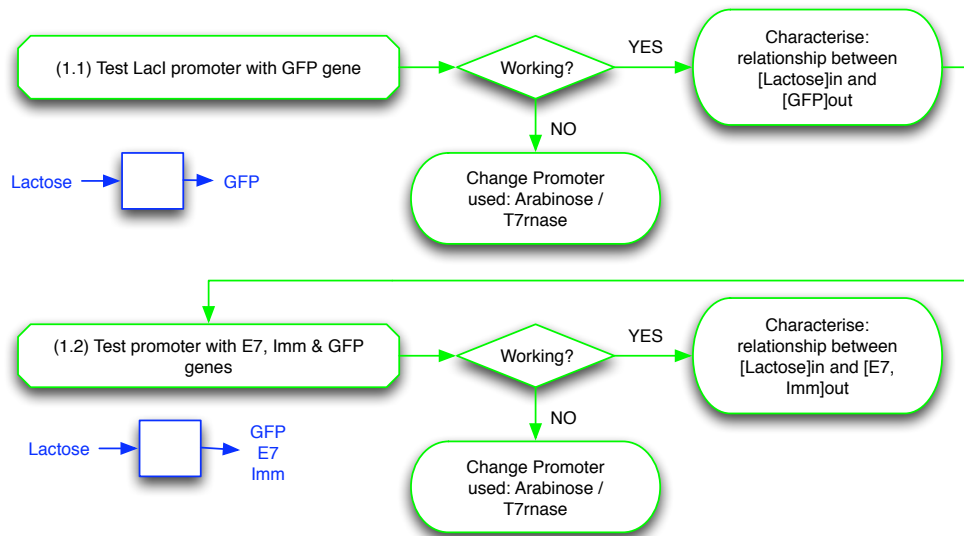 (1.1) Test LacI promoter with GFP gene
Working?
YES
Characterise:
relationship between
[Lactose]in and
[GFP]out
NO
Change Promoter
used: Arabinose /
T7rnase
Lactose
GFP
(1.2) Test promoter with E7, Imm & GFP
genes
Working?
YES
Characterise:
relationship between
[Lactose]in and [E7,
Imm]out
NO
Change Promoter
used: Arabinose /
T7rnase
Lactose
GFP
E7
Imm